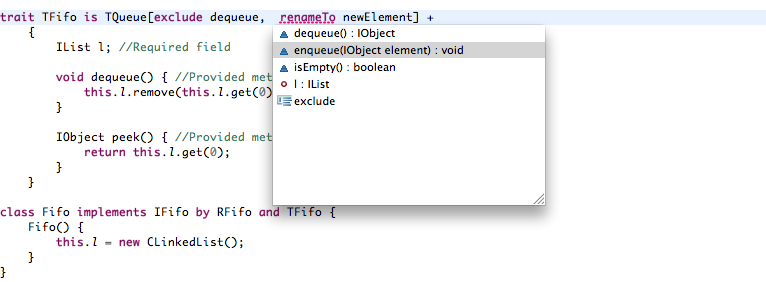 trait TFifo is TQueue[exclude dequeue,  renameTo newElement] +
{
IList l; //Required field
dequeue() : IObject
enqueue(IObject element) : void
isEmpty() : boolean
l : IList
exclude
void dequeue() { //Provided met
this.l.remove(this.l.get(0)
}
IObject peek() { //Provided met
return this.l.get(0);
}
}
class Fifo implements IFifo by RFifo and TFifo {
Fifo() {
this.l = new CLinkedList();
}
}